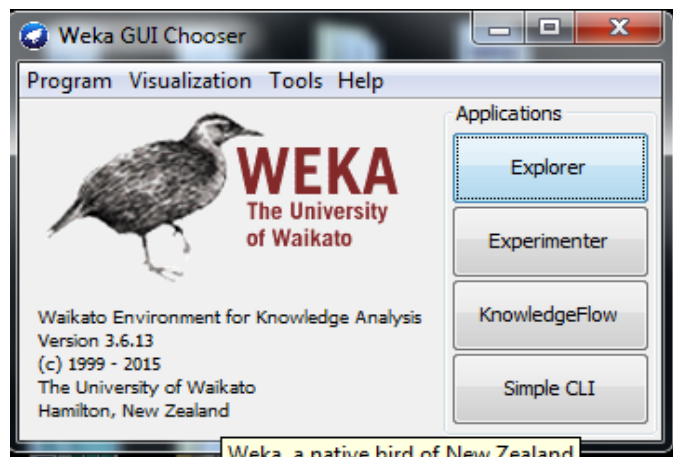 Weka GUI Chooser
Program Visualization Tools Help
WEKA
The University
of Waikato
Waikato Environment for Knowledge Analysis
Version 3.6.13
(c) 1999 - 2015
The University of Waikato
Hamilton, New Zealand
Applications
Explorer
Experimenter
KnowledgeFlow
Simple CLI
Weka, a native bird of New Zealand